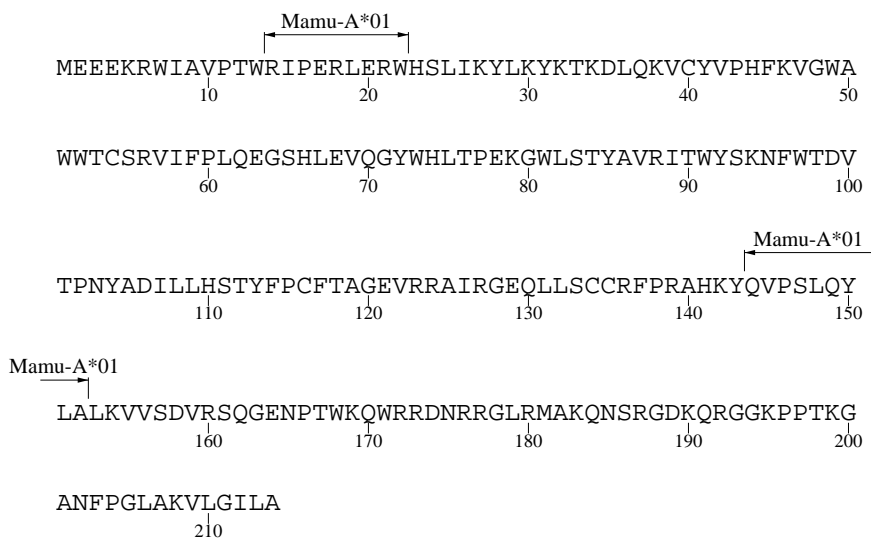 Mamu-A*01
MEEEKRWIAVPTWRIPERLERWHSLIKYLKYKTKDLQKVCYVPHFKVGWA
10 20 30 40 50
WWTCSRVIFPLQEGSHLEVQGYWHLTPEKGWLSTYAVRITWYSKNFWTDV
60 70 80 90 100
Mamu-A*01
TPNYADILLHSTYFPCFTAGEVRRAIRGEQLLSCCRFPRAHKYQVPSLQY
110 120 130 140 150
Mamu-A*01
LALKVVSDVRSQGENPTWKQWRRDNRRGLRMAKQNSRGDKQRGGKPPTKG
160 170 180 190 200
ANFPGLAKVLGILA
210